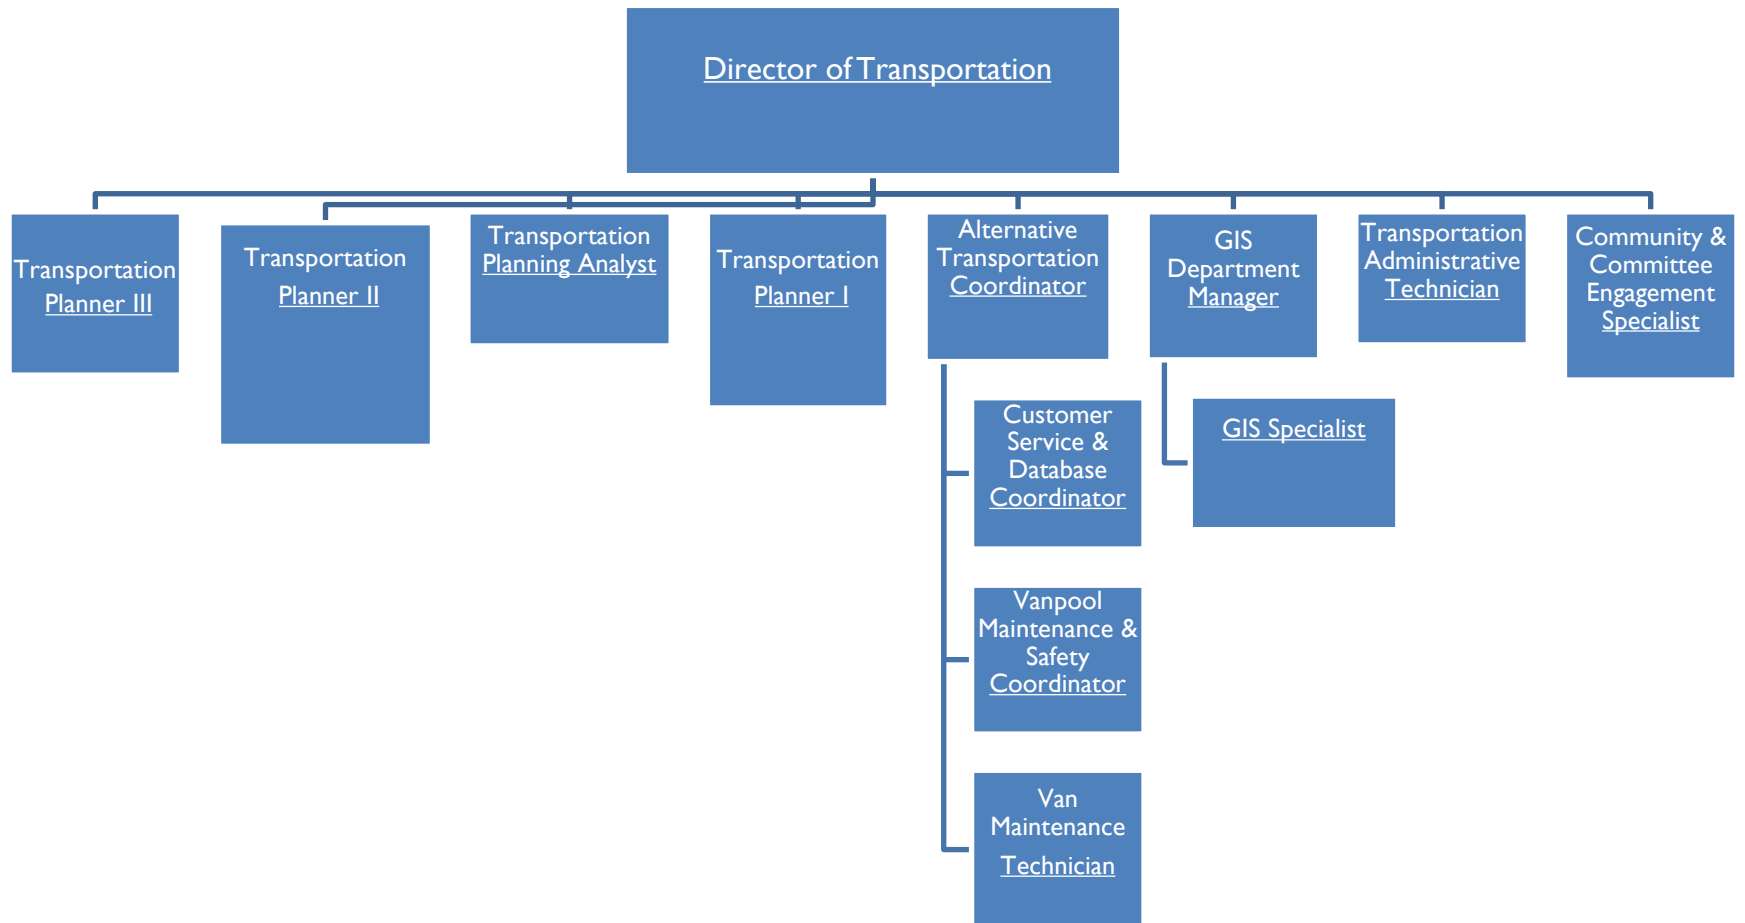 Director of Transportation
Transportation
Planner III
Transportation
Planner II
Transportation
Planning Analyst
Transportation
Planner I
Alternative
Transportation
Coordinator
GIS
Department
Manager
Transportation
Administrative
Technician
Community &
Committee
Engagement
Specialist
Customer
Service &
Database
Coordinator
GIS Specialist
Vanpool
Maintenance &
Safety
Coordinator
Van
Maintenance
Technician